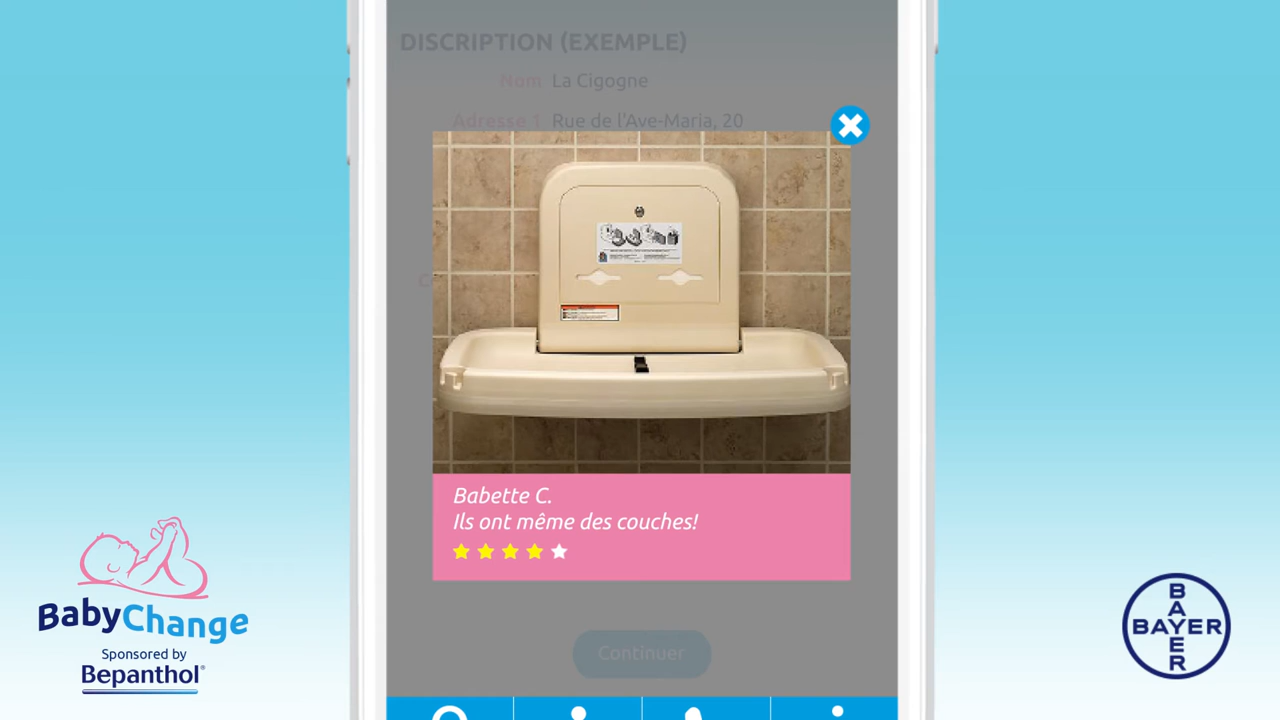 DISCRIPTION (EXEMPLE)
Nom La Cigogne
Adresse 1 Rue de l'Ave-Maria, 20
Babette C.
Ils ont même des couches!
Continuer
BabyChange
Sponsored by
Bepanthol®
BAYER
BAYER